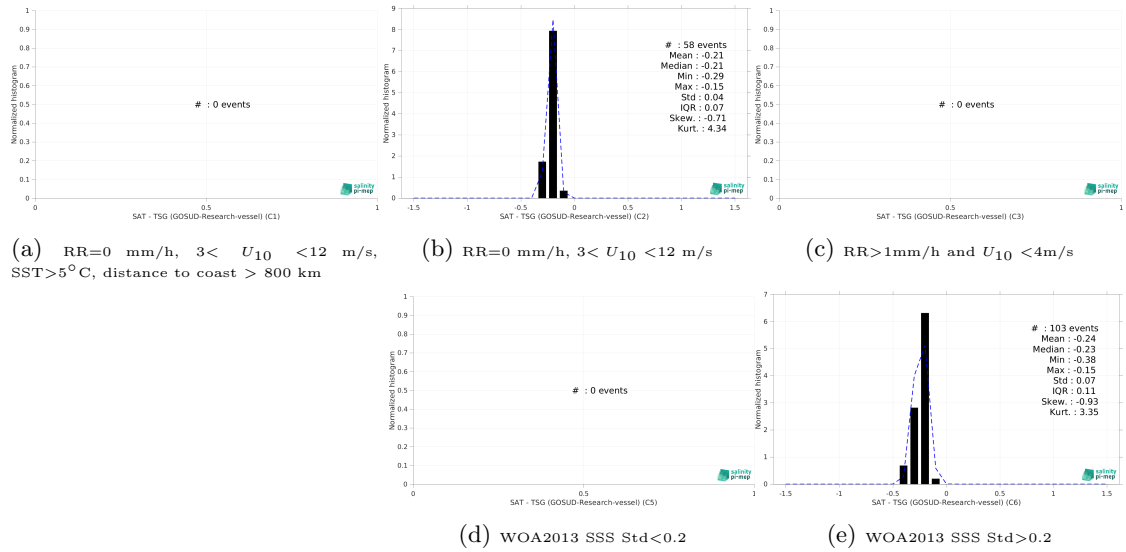 1
0.9
0.8
0.7
0.6
0.5
0.4
0.3
0.2
0.1
0
Normalized histogram
# : 0 events
salinity
pi-mep
0 0.5 1
SAT - TSG (GOSUD-Research-vessel) (C1)
(a) RR=0 mm/h, 3< U10 <12 m/s,
SST>5°C, distance to coast > 800 km
9
8
7
6
5
4
3
2
1
0
Normalized histogram
# : 58 events
Mean : -0.21
Median : -0.21
Min : -0.29
Max : -0.15
Std : 0.04
IQR : 0.07
Skew. : -0.71
Kurt. : 4.34
salinity
pi-mep
-1.5 -1 -0.5 0 0.5 1 1.5
SAT - TSG (GOSUD-Research-vessel) (C2)
(b) RR=0 mm/h, 3< U10 <12 m/s
1
0.9
0.8
0.7
0.6
0.5
0.4
0.3
0.2
0.1
0
Normalized histogram
# : 0 events
salinity
pi-mep
0 0.5 1
SAT - TSG (GOSUD-Research-vessel) (C3)
(c) RR>1mm/h and U10 <4m/s
1
0.9
0.8
0.7
0.6
0.5
0.4
0.3
0.2
0.1
0
Normalized histogram
# : 0 events
salinity
pi-mep
0 0.5 1
SAT - TSG (GOSUD-Research-vessel) (C5)
(d) WOA2013 SSS Std<0.2
7
6
5
4
3
2
1
0
Normalized histogram
# : 103 events
Mean : -0.24
Median : -0.23
Min : -0.38
Max : -0.15
Std : 0.07
IQR : 0.11
Skew. : -0.93
Kurt. : 3.35
salinity
pi-mep
-1.5 -1 -0.5 0 0.5 1 1.5
SAT - TSG (GOSUD-Research-vessel) (C6)
(e) WOA2013 SSS Std>0.2